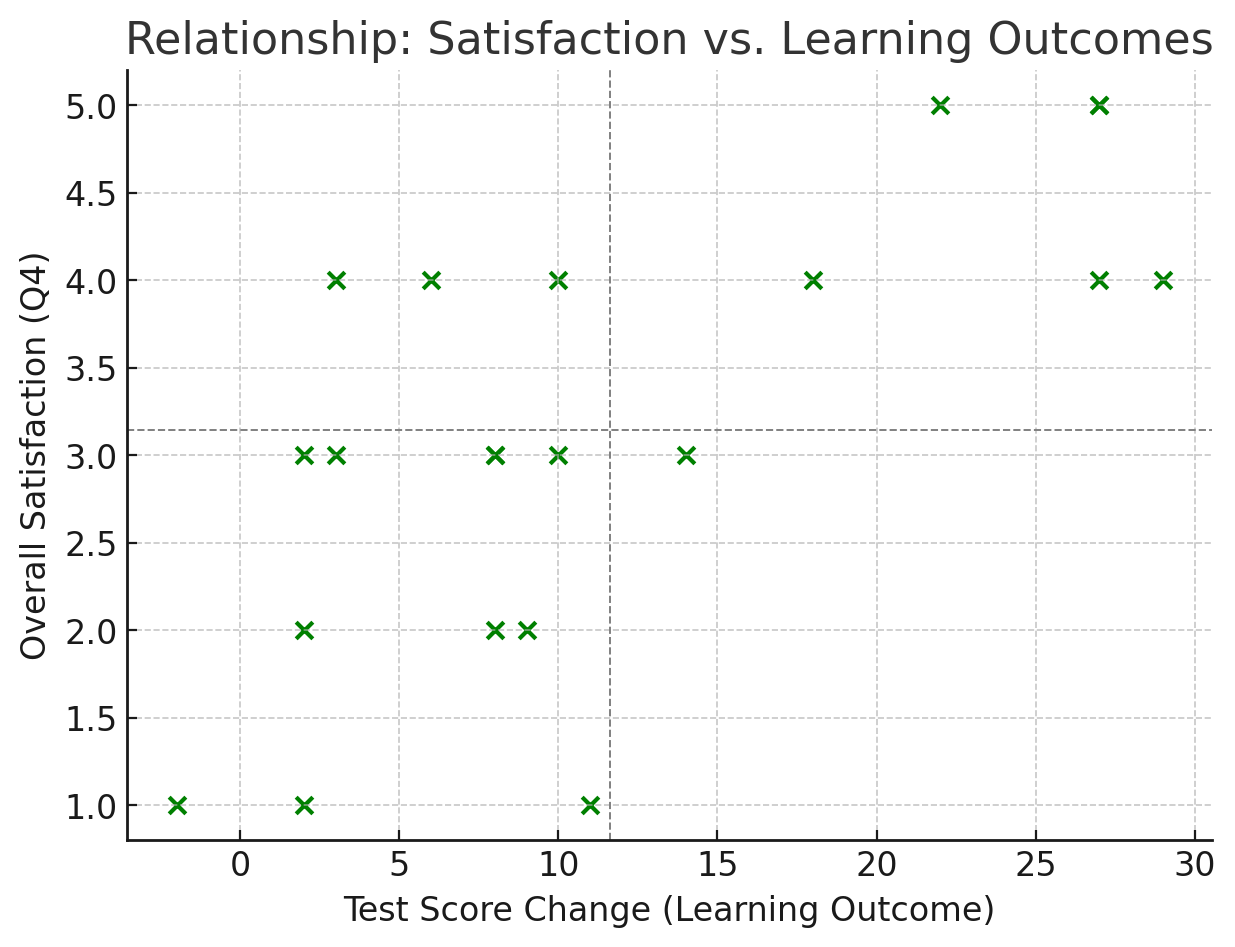 Relationship: Satisfaction vs. Learning Outcomes
Overall Satisfaction (Q4)
5.0
4.5
4.0
3.5
3.0
2.5
2.0
1.5
1.0
0 5 10 15 20 25 30
Test Score Change (Learning Outcome)